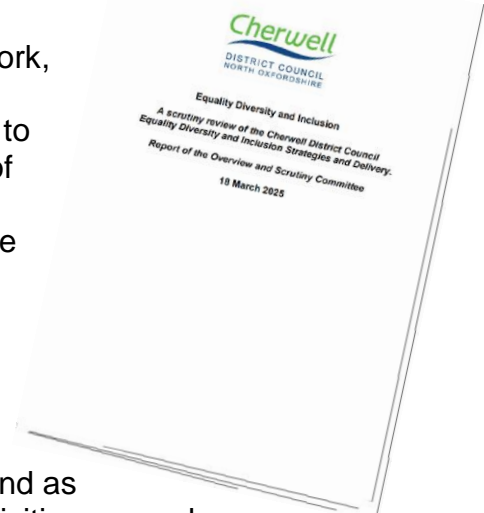 ork,
to
of
e
nd as
Cherwell
DISTRICT COUNCIL
NORTH OXFORDSHIRE
Equality Diversity and Inclusion
A scrutiny review of the Cherwell District Council
Equality Diversity and Inclusion Strategies and Delivery.
Report of the Overview and Scrutiny Committee
18 March 2025